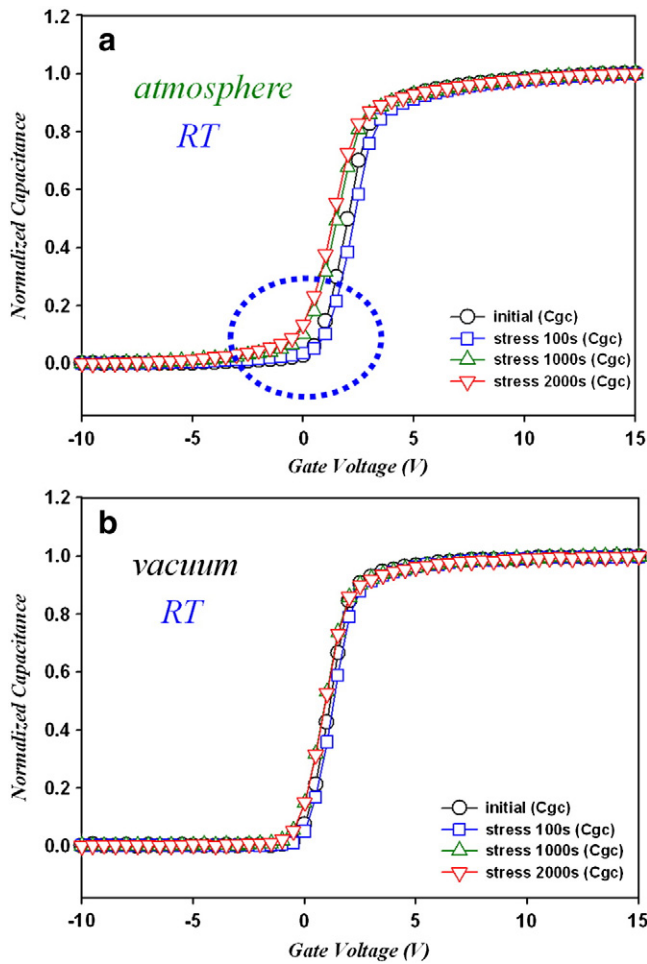 a
atmosphere
RT
Normalized Capacitance
1.2
1.0
0.8
0.6
0.4
0.2
0.0
initial (Cgc)
stress 100s (Cgc)
stress 1000s (Cgc)
stress 2000s (Cgc)
-10 -5 0 5 10 15
Gate Voltage (V)
b
vacuum
RT
Normalized Capacitance
1.2
1.0
0.8
0.6
0.4
0.2
0.0
initial (Cgc)
stress 100s (Cgc)
stress 1000s (Cgc)
stress 2000s (Cgc)
-10 -5 0 5 10 15
Gate Voltage (V)